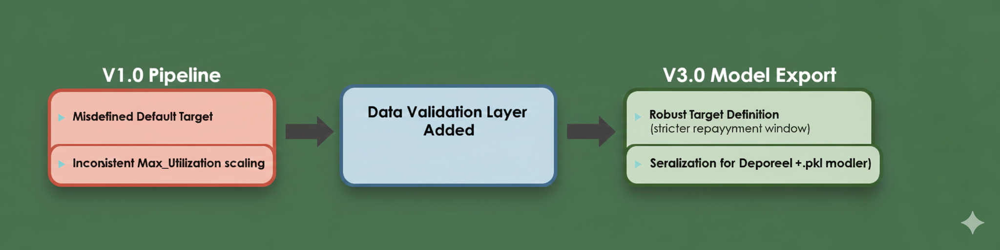 V1.0 Pipeline
Misdefined Default Target
Inconsistent Max_Utilization scaling
Data Validation Layer
Added
V3.0 Model Export
Robust Target Definition
(stricter repayyment window)
Seralization for Deporeel +.pkl modler)